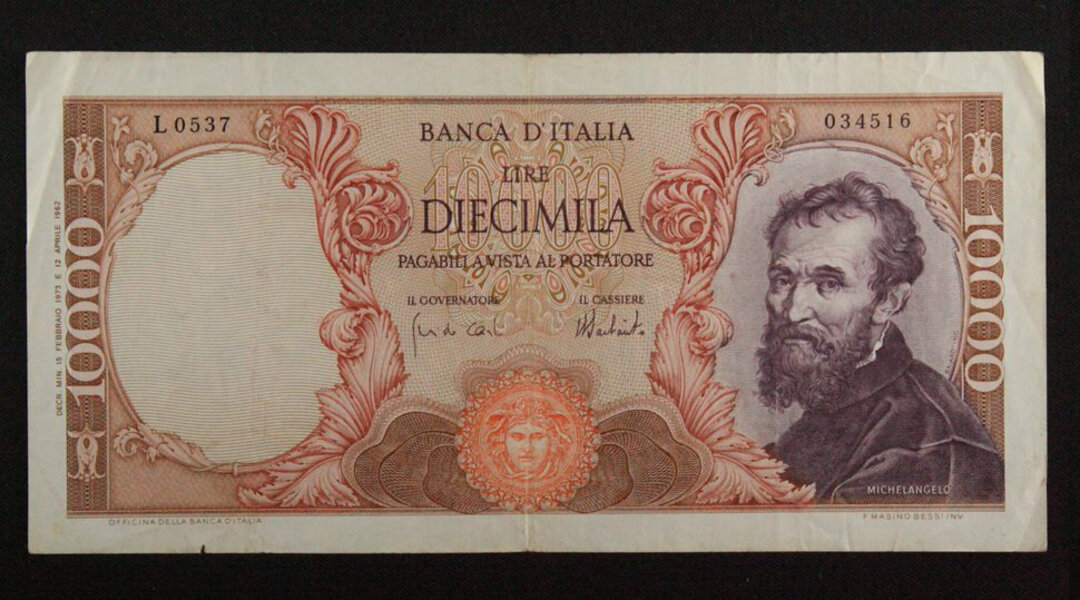 L 0537
034516
BANCA D'ITALIA
LIRE
10000
DIECIMILA
PAGABILI A VISTA AL PORTATORE
IL GOVERNATORE
IL CASSIERE
10000
10000
DECR. MIN. 15 FEBBRAIO 1973 E 12 APRILE 1962
MICHELANGELO
OFFICINA DELLA BANCA D'ITALIA
F. MASINO BESSI INV.